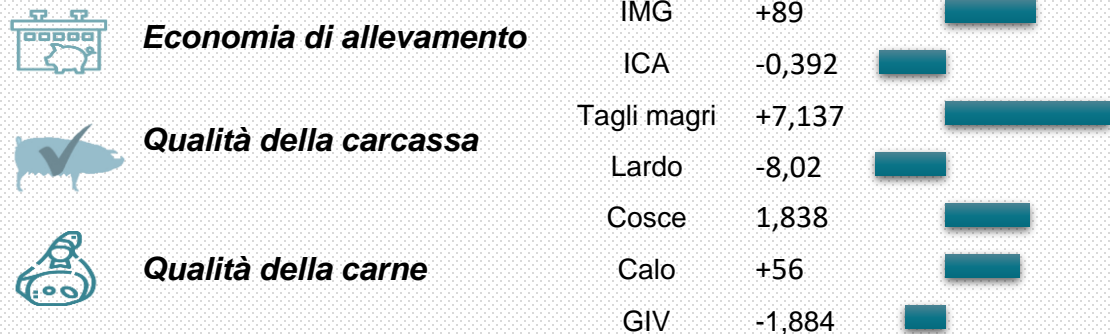 IMG +89
Economia di allevamento
ICA -0,392
Tagli magri +7,137
Qualità della carcassa
Lardo -8,02
Cosce 1,838
Qualità della carne
Calo +56
GIV -1,884